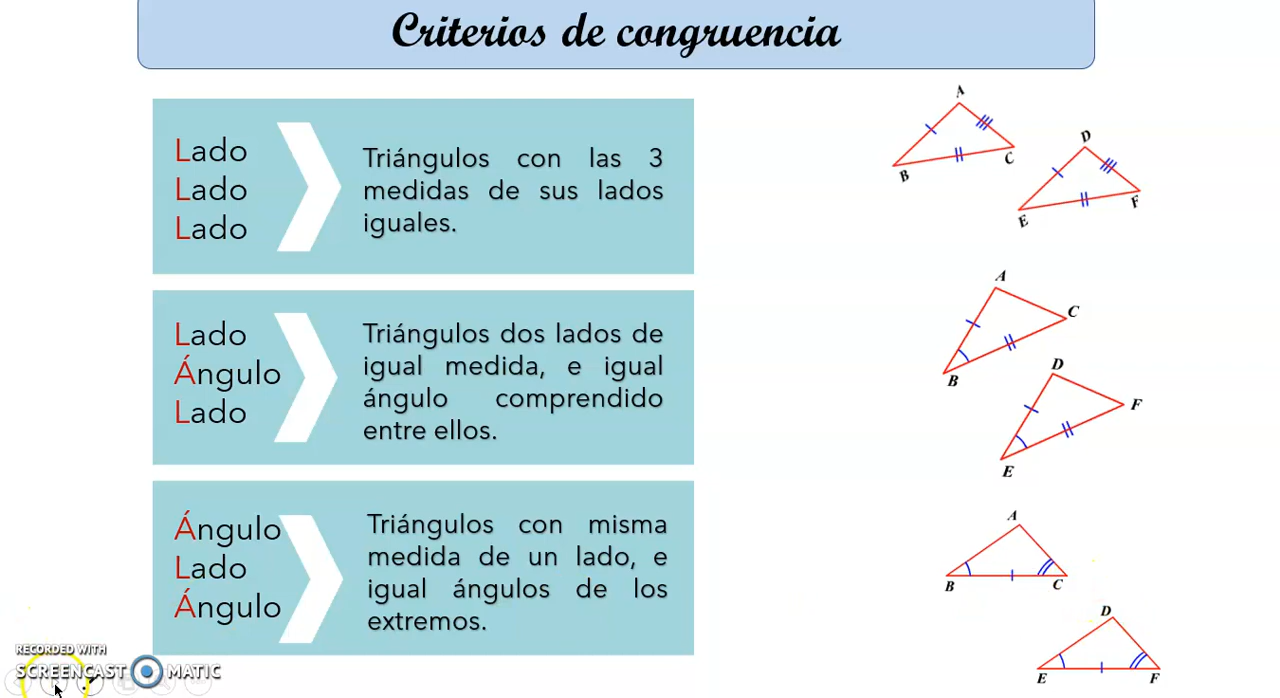 Criterios de congruencia
Lado
Lado
Lado
Triángulos con las 3
medidas de sus lados
iguales.
A
B
C
D
E
F
Lado
Ángulo
Lado
Triángulos dos lados de
igual medida, e igual
ángulo comprendido
entre ellos.
A
B
C
D
E
F
Ángulo
Lado
Ángulo
Triángulos con misma
medida de un lado, e
igual ángulos de los
extremos.
A
B
C
D
E
F
RECORDED WITH
SCREENCAST MATIC